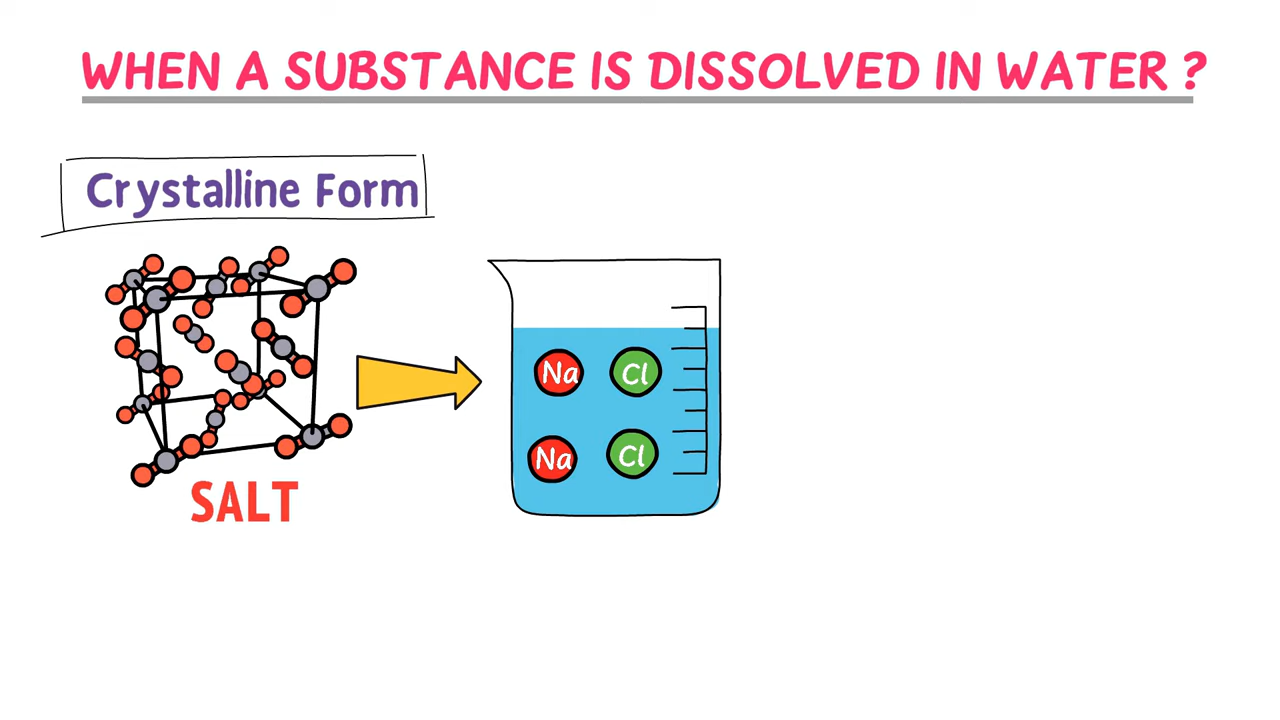 WHEN A SUBSTANCE IS DISSOLVED IN WATER ?
Crystalline Form
Na Cl
Na Cl
SALT